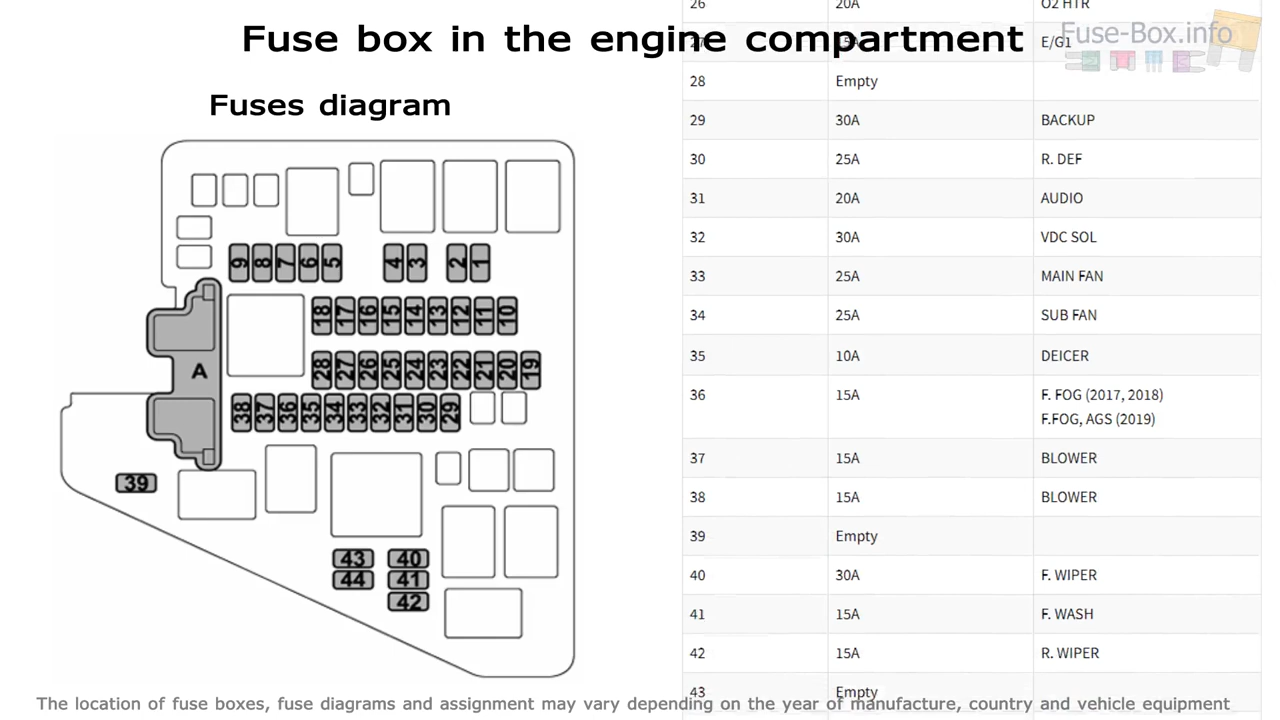 Fuse box in the engine compartment
Fuse-Box.info
Fuses diagram
9 8 7 6 5 4 3 2 1
18 17 16 15 14 13 12 11 10
A
28 27 26 25 24 23 22 21 20 19
38 37 36 35 34 33 32 31 30 29
39
43 40
44 41
42
26 20A O2 HTR
27 15A E/G1
28 Empty
29 30A BACKUP
30 25A R. DEF
31 20A AUDIO
32 30A VDC SOL
33 25A MAIN FAN
34 25A SUB FAN
35 10A DEICER
36 15A F. FOG (2017, 2018)
F.FOG, AGS (2019)
37 15A BLOWER
38 15A BLOWER
39 Empty
40 30A F. WIPER
41 15A F. WASH
42 15A R. WIPER
43 Empty
The location of fuse boxes, fuse diagrams and assignment may vary depending on the year of manufacture, country and vehicle equipment